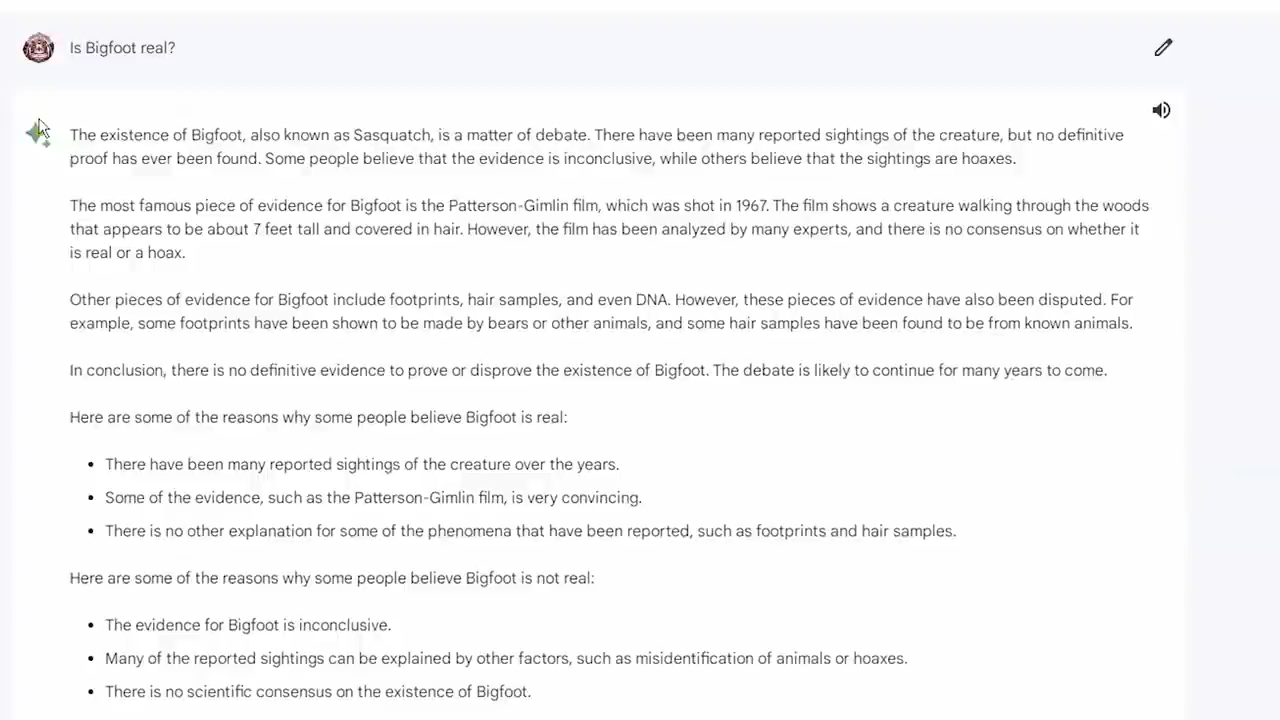 Is Bigfoot real?
The existence of Bigfoot, also known as Sasquatch, is a matter of debate. There have been many reported sightings of the creature, but no definitive
proof has ever been found. Some people believe that the evidence is inconclusive, while others believe that the sightings are hoaxes.
The most famous piece of evidence for Bigfoot is the Patterson-Gimlin film, which was shot in 1967. The film shows a creature walking through the woods
that appears to be about 7 feet tall and covered in hair. However, the film has been analyzed by many experts, and there is no consensus on whether it
is real or a hoax.
Other pieces of evidence for Bigfoot include footprints, hair samples, and even DNA. However, these pieces of evidence have also been disputed. For
example, some footprints have been shown to be made by bears or other animals, and some hair samples have been found to be from known animals.
In conclusion, there is no definitive evidence to prove or disprove the existence of Bigfoot. The debate is likely to continue for many years to come.
Here are some of the reasons why some people believe Bigfoot is real:
• There have been many reported sightings of the creature over the years.
• Some of the evidence, such as the Patterson-Gimlin film, is very convincing.
• There is no other explanation for some of the phenomena that have been reported, such as footprints and hair samples.
Here are some of the reasons why some people believe Bigfoot is not real:
• The evidence for Bigfoot is inconclusive.
• Many of the reported sightings can be explained by other factors, such as misidentification of animals or hoaxes.
• There is no scientific consensus on the existence of Bigfoot.